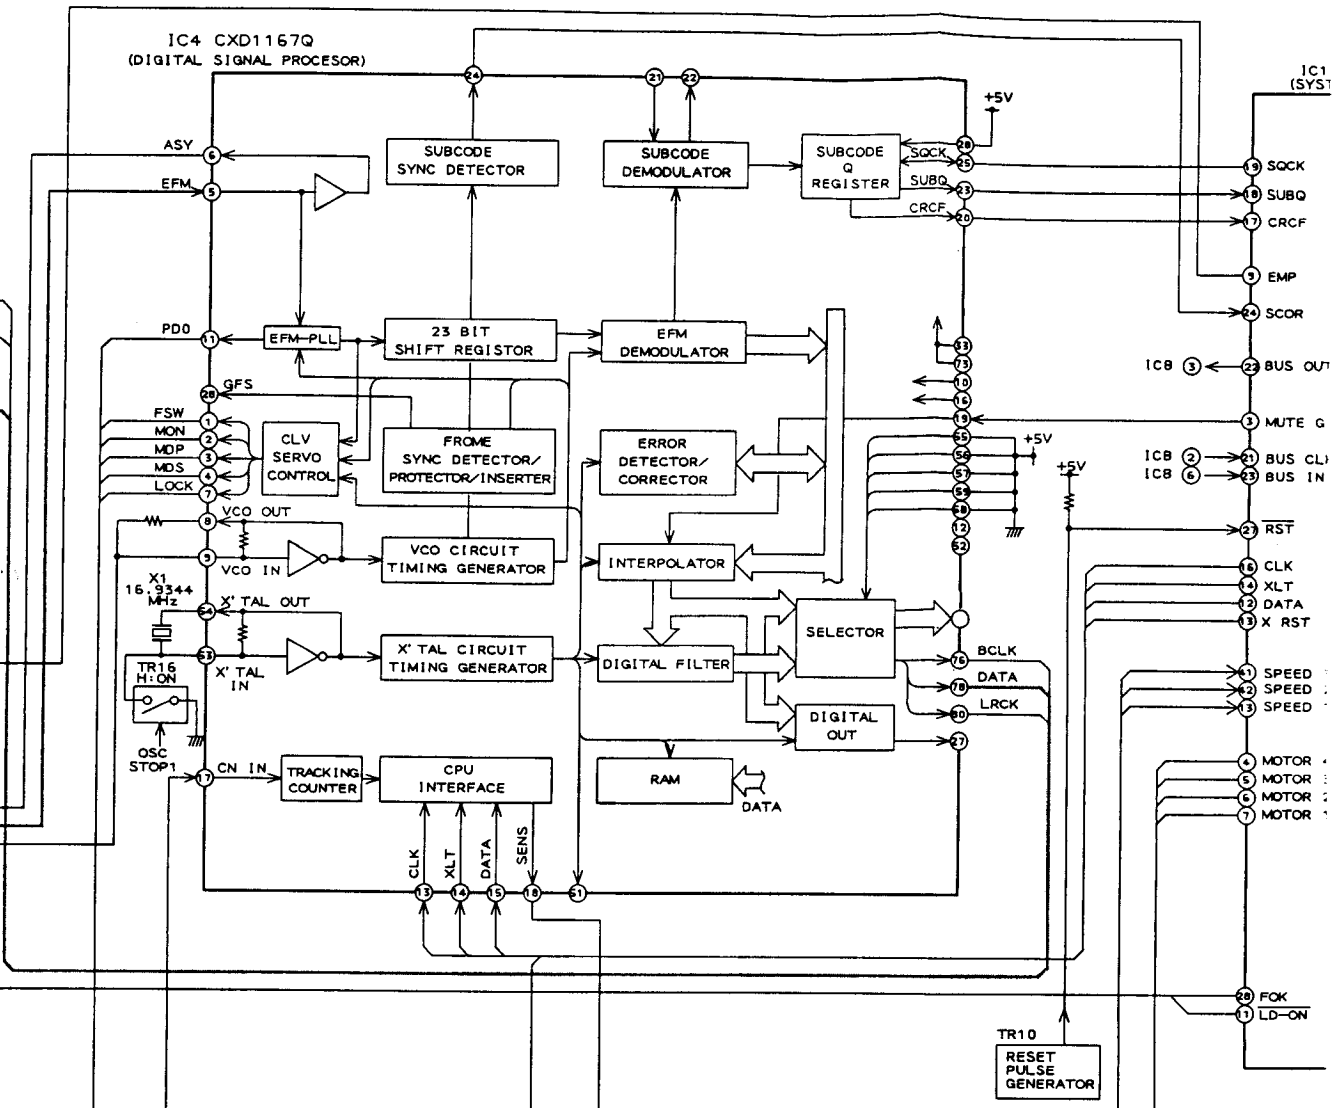 IC4 CXD1167Q
(DIGITAL SIGNAL PROCESOR)
IC1
(SYST
24
21
22
+5V
ASY
6
EFM
5
SUBCODE
SYNC DETECTOR
SUBCODE
DEMODULATOR
SUBCODE
Q
REGISTER
SQCK
25
SUBQ
23
CRCF
20
19 SQCK
18 SUBQ
17 CRCF
9 EMP
24 SCOR
PDO
11
EFM-PLL
23 BIT
SHIFT REGISTOR
EFM
DEMODULATOR
33
73
10
16
19
IC8 3
22 BUS OUT
3 MUTE G
GFS
28
FSW
1
MON
2
MDP
3
MDS
4
LOCK
7
CLV
SERVO
CONTROL
FROME
SYNC DETECTOR/
PROTECTOR/INSERTER
ERROR
DETECTOR/
CORRECTOR
55
56
57
59
58
12
52
+5V
IC8 2
21 BUS CL
IC8 6
23 BUS IN
+5V
27 RST
8 VCO OUT
9
VCO IN
VCO CIRCUIT
TIMING GENERATOR
INTERPOLATOR
16 CLK
14 XLT
12 DATA
13 X RST
X1
16.9344
MHz
54
X'TAL OUT
53
X'TAL
IN
X'TAL CIRCUIT
TIMING GENERATOR
DIGITAL FILTER
SELECTOR
76
BCLK
78
DATA
80
LRCK
41 SPEED
42 SPEED
13 SPEED
TR16
H:ON
OSC
STOP1
DIGITAL
OUT
27
17
CN IN
TRACKING
COUNTER
CPU
INTERFACE
RAM
DATA
4 MOTOR
5 MOTOR
6 MOTOR 2
7 MOTOR
CLK
XLT
DATA
SENS
13
14
15
18
61
28 FOK
11 LD-ON
TR10
RESET
PULSE
GENERATOR